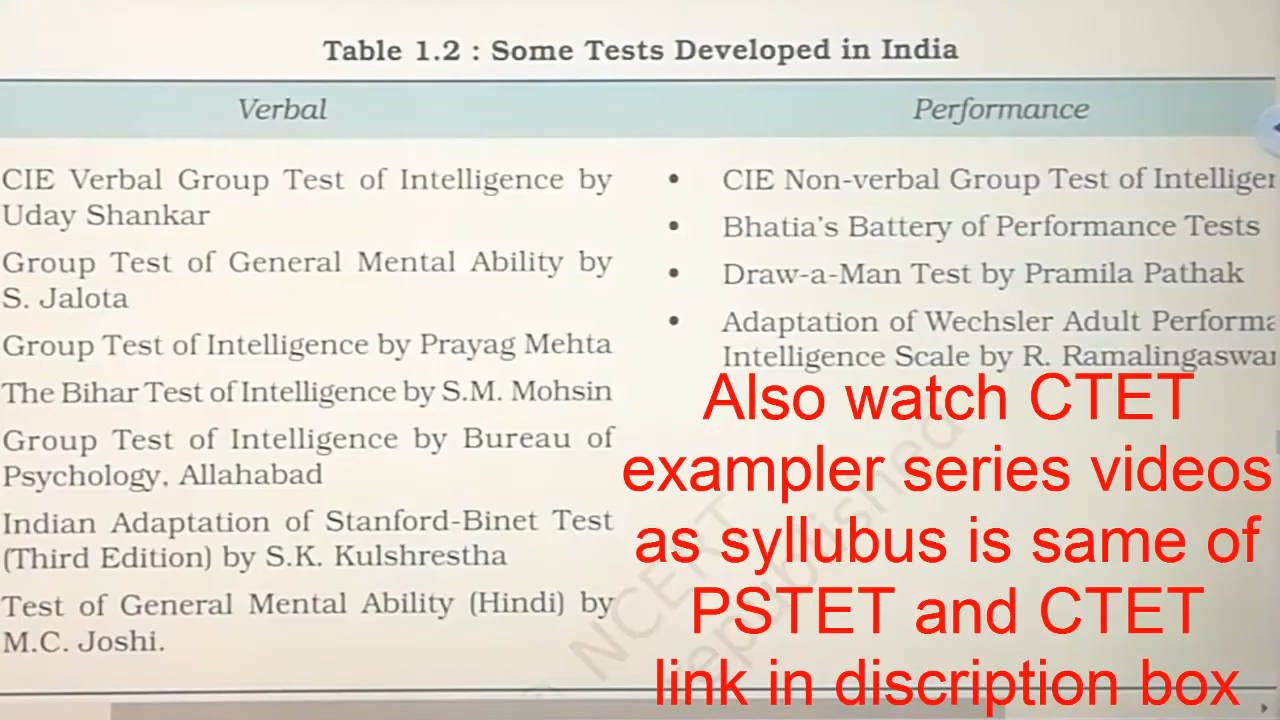 Table 1.2 : Some Tests Developed in India
Verbal
Performance
CIE Verbal Group Test of Intelligence by
Uday Shankar
Group Test of General Mental Ability by
S. Jalota
Group Test of Intelligence by Prayag Mehta
The Bihar Test of Intelligence by S.M. Mohsin
Group Test of Intelligence by Bureau of
Psychology, Allahabad
Indian Adaptation of Stanford-Binet Test
(Third Edition) by S.K. Kulshrestha
Test of General Mental Ability (Hindi) by
M.C. Joshi.
• CIE Non-verbal Group Test of
• Bhatia's Battery of Performance Tests
• Draw-a-Man Test by Pramila Pathak
• Adaptation of Wechsler Adult
Intelligence Scale by R.
Also watch CTET
exampler series videos
as syllubus is same of
PSTET and CTET
link in discription box
© NCERT
republished